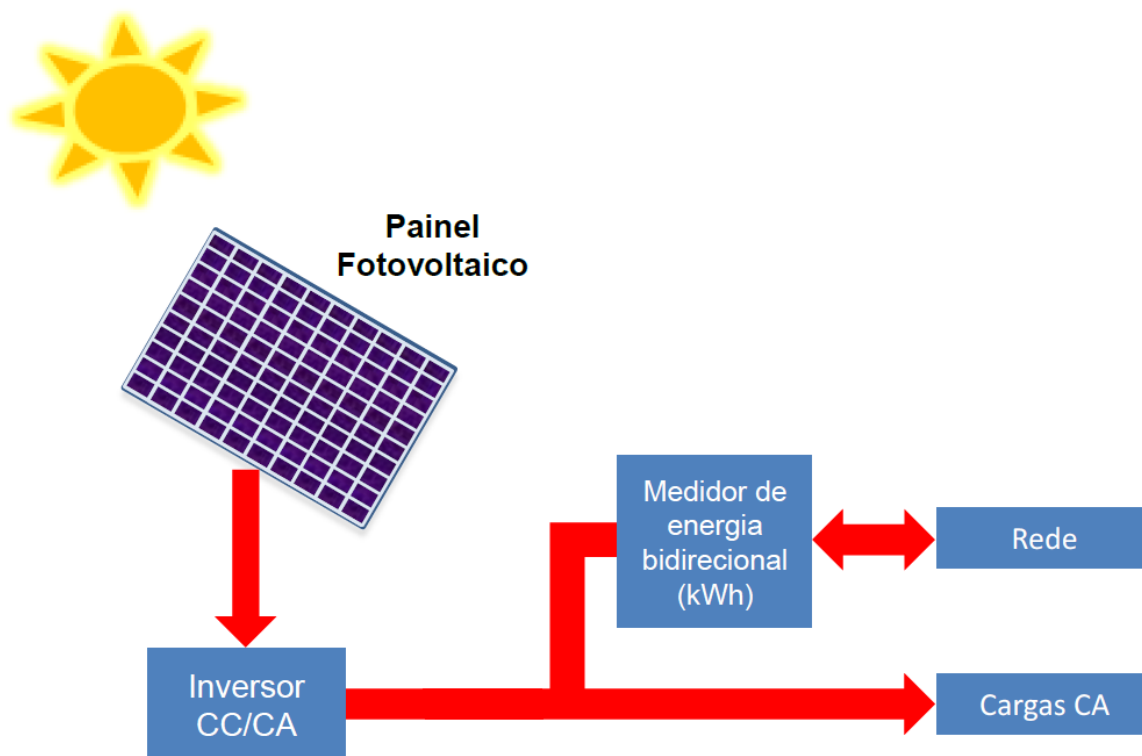 Painel
Fotovoltaico
Medidor de
energia
bidirecional
(kWh)
Rede
Inversor
CC/CA
Cargas CA